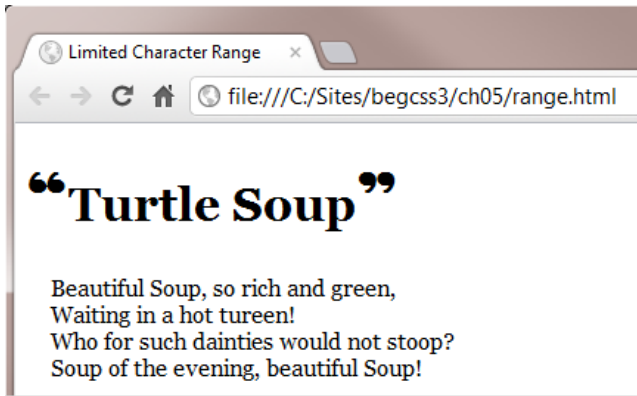 Limited Character Range
file:///C:/Sites/begcss3/ch05/range.html
❝Turtle Soup❞
Beautiful Soup, so rich and green,
Waiting in a hot tureen!
Who for such dainties would not stoop?
Soup of the evening, beautiful Soup!